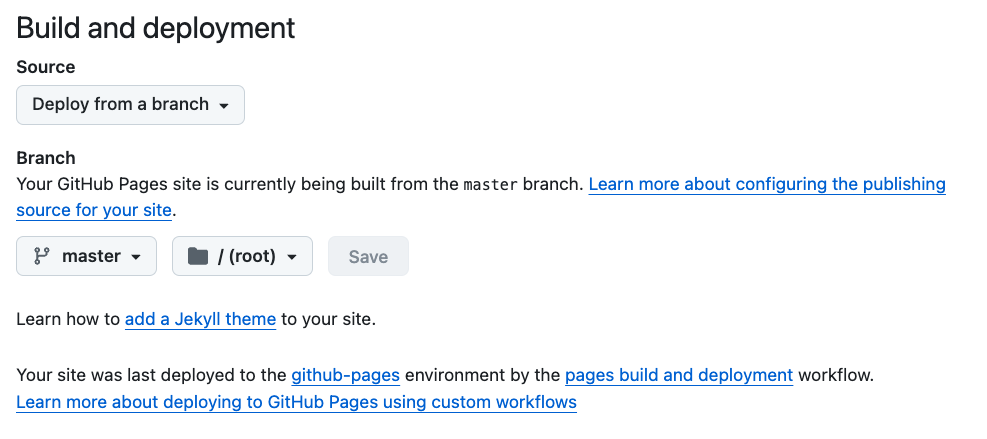 Build and deployment
Source
Deploy from a branch
Branch
Your GitHub Pages site is currently being built from the master branch. Learn more about configuring the publishing
source for your site.
master / (root) Save
Learn how to add a Jekyll theme to your site.
Your site was last deployed to the github-pages environment by the pages build and deployment workflow.
Learn more about deploying to GitHub Pages using custom workflows